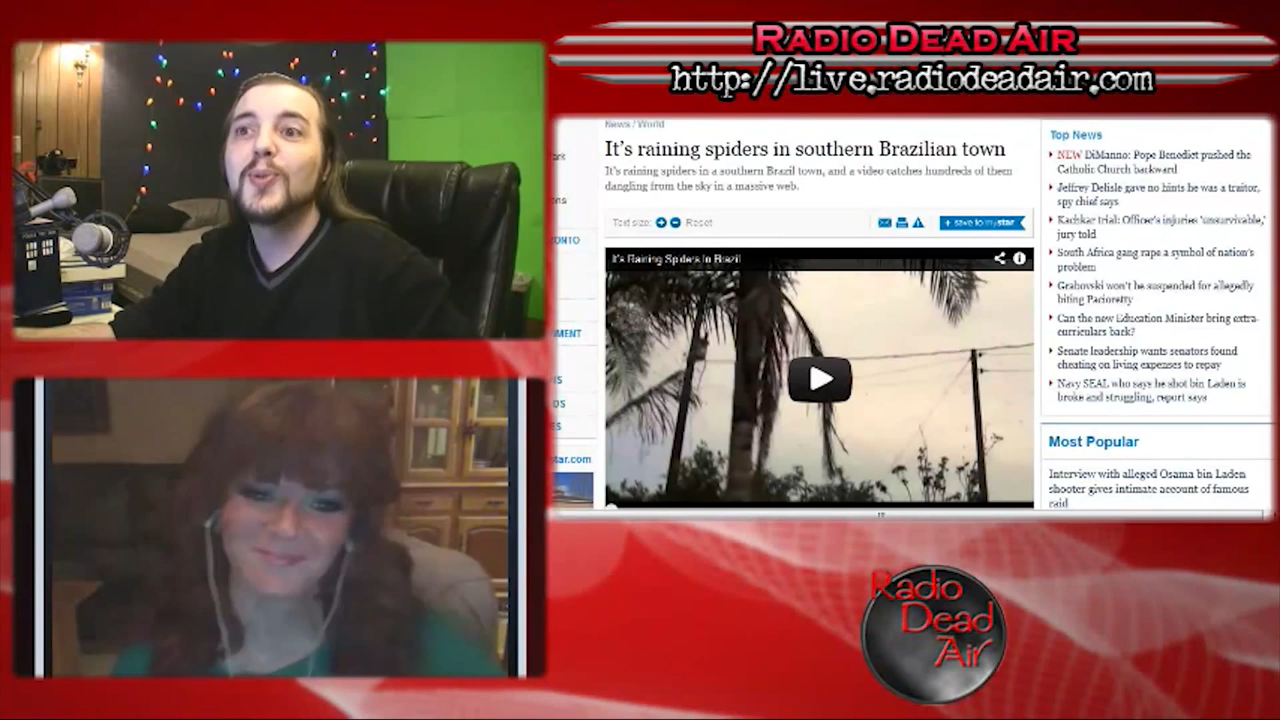 RADIO DEAD AIR
http://live.radiodeadair.com
News / World
It's raining spiders in southern Brazilian town
It's raining spiders in a southern Brazil town, and a video catches hundreds of them
dangling from the sky in a massive web.
Text size: Reset
+ save to mystar
It's Raining Spiders In Brazil
Top News
NEW DiManno: Pope Benedict pushed the
Catholic Church backward
Jeffrey Delisle gave no hints he was a traitor,
spy chief says
Kachkar trial: Officer's injuries 'unsurvivable,'
jury told
South Africa gang rape a symbol of nation's
problem
Grabovski won't be suspended for allegedly
biting Pacioretty
Can the new Education Minister bring extra-
curriculars back?
Senate leadership wants senators found
cheating on living expenses to repay
Navy SEAL who says he shot bin Laden is
broke and struggling, report says
Most Popular
Interview with alleged Osama bin Laden
shooter gives intimate account of famous
raid
ONTO
MENT
star.com
Radio
Dead
Air